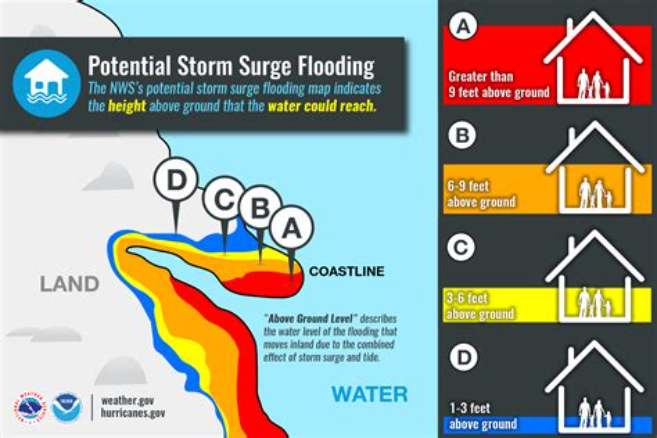 Potential Storm Surge Flooding
The NWS's potential storm surge flooding map indicates
the height above ground that the water could reach.
D
C
B
A
LAND
COASTLINE
"Above Ground Level" describes
the water level of the flooding that
moves inland due to the combined
effect of storm surge and tide.
WATER
weather.gov
hurricanes.gov
A
Greater than
9 feet above ground
B
6-9 feet
above ground
C
3-6 feet
above ground
D
1-3 feet
above ground